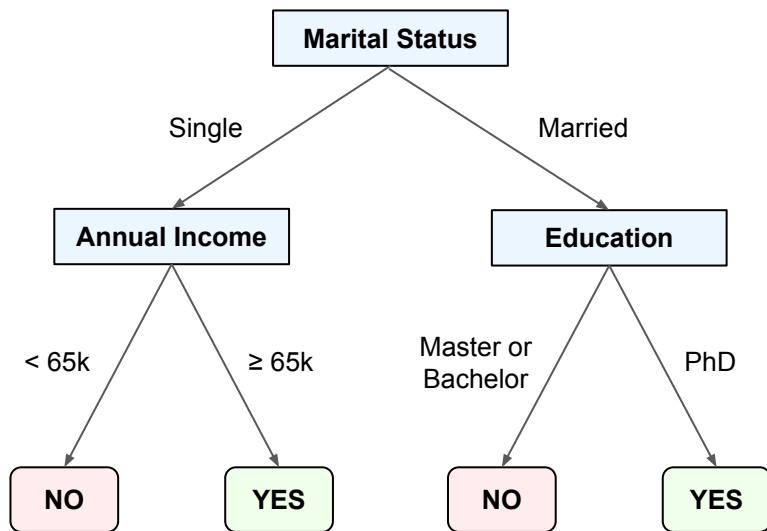 Marital Status
Single
Married
Annual Income
Education
< 65k
≥ 65k
Master or
Bachelor
PhD
NO
YES
NO
YES